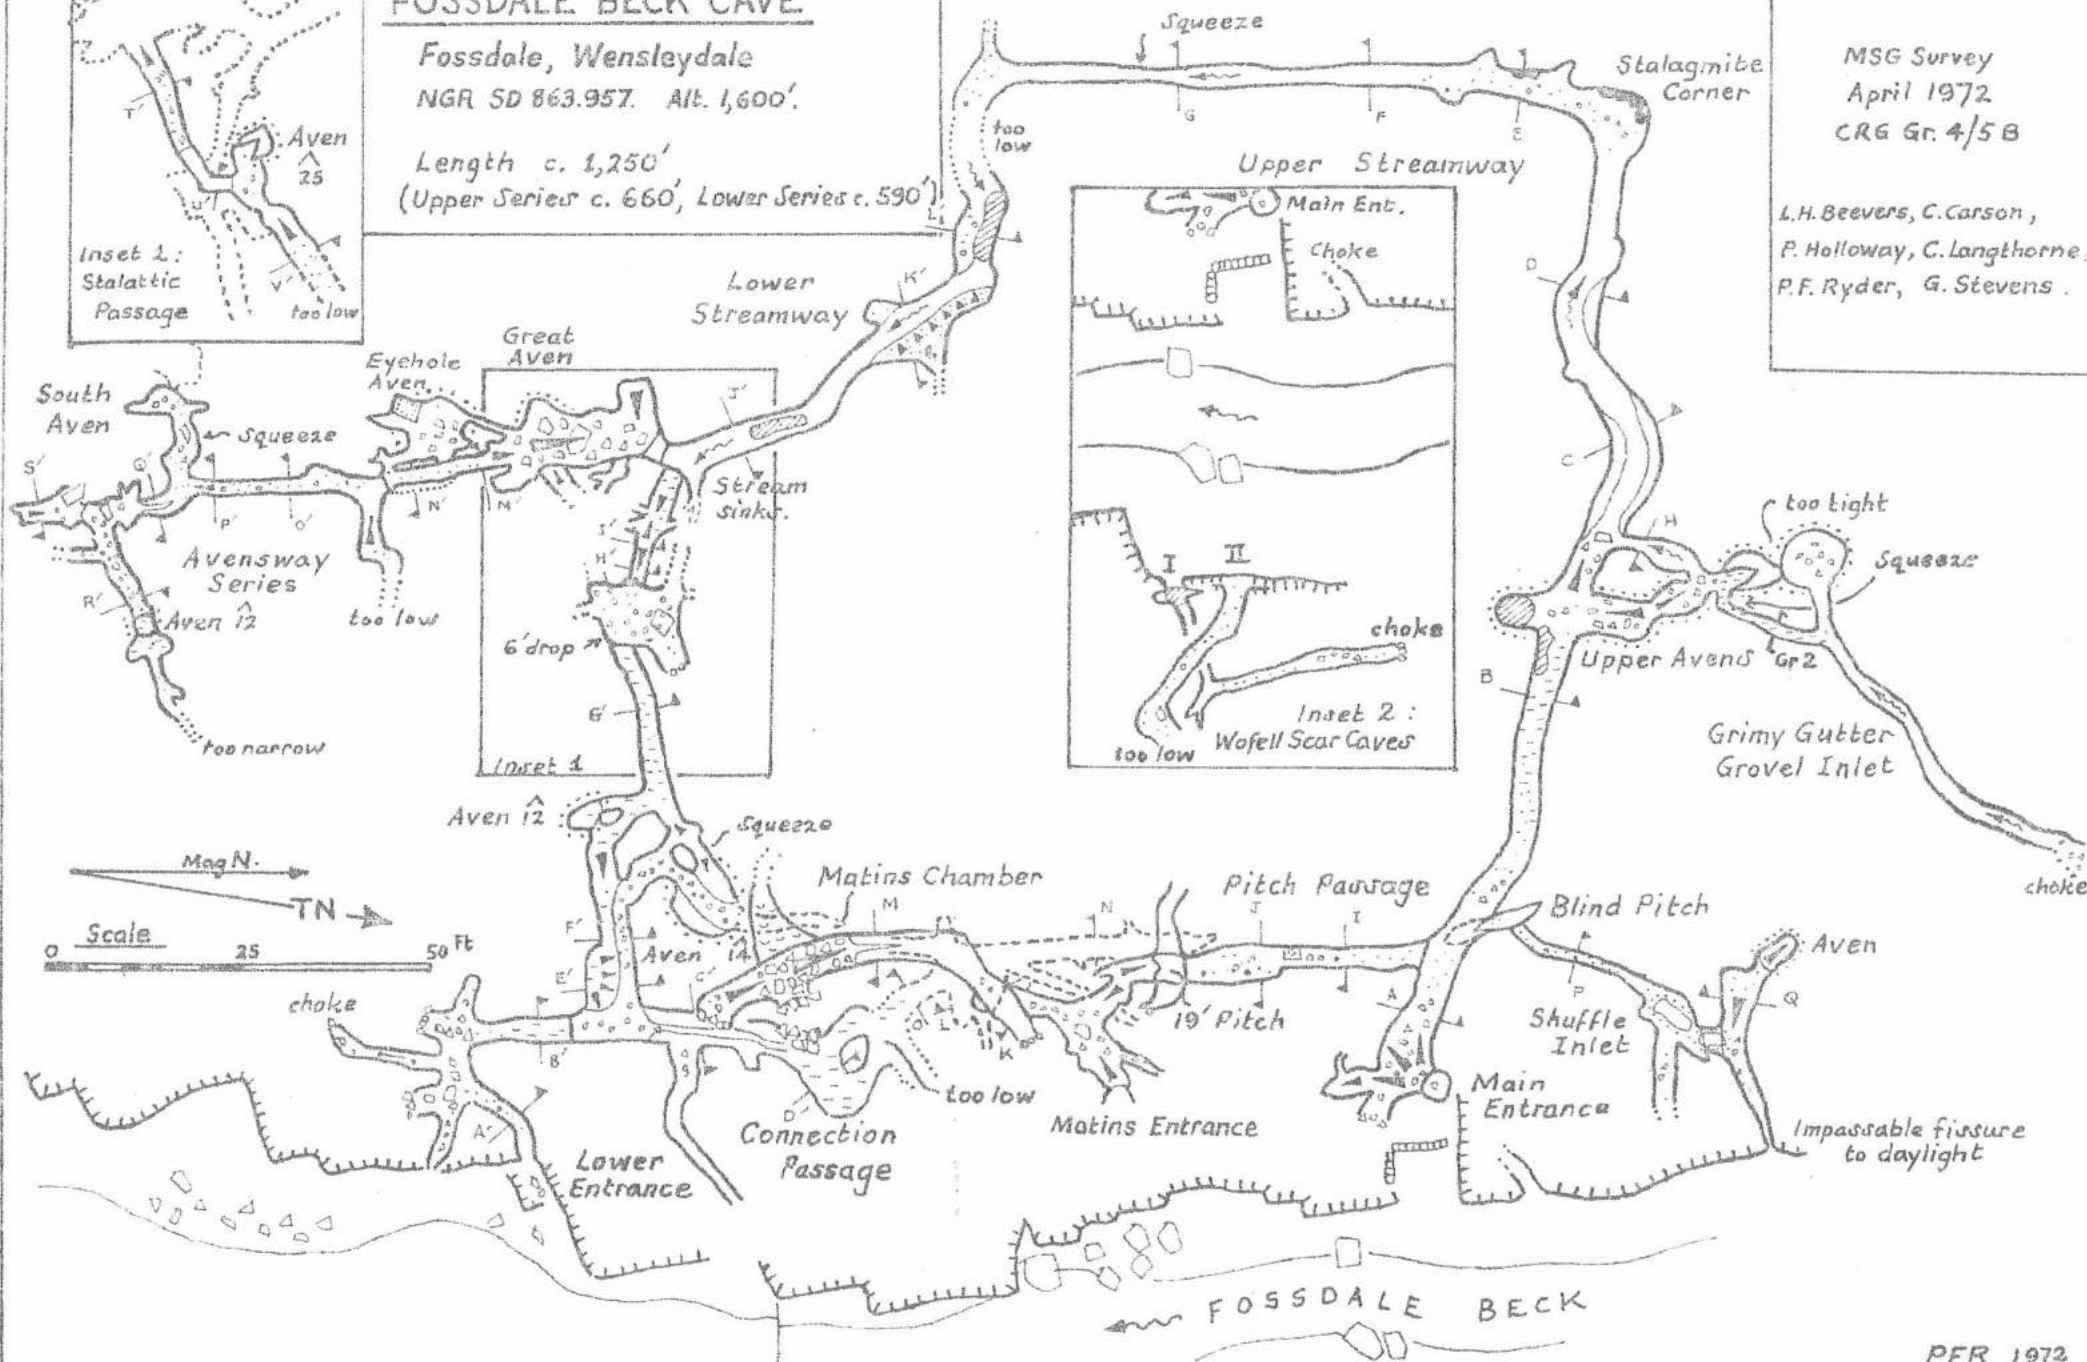 FOSSDALE BECK CAVE
Fossdale, Wensleydale
NGR SD 863.957. Alt. 1,600'.
Length c. 1,250'
(Upper Series c. 660', Lower Series c. 590')
MSG Survey
April 1972
CRG Gr. 4/5 B
L.H. Beevers, C. Carson,
P. Holloway, C. Langthorne,
P.F. Ryder, G. Stevens.
T'
U'
V'
Aven
25
Inset 1:
Stalattic
Passage
too low
Squeeze
G
F
E
Stalagmite
Corner
too
low
Upper Streamway
L'
K'
Lower
Streamway
J'
Main Ent.
Choke
I
II
choke
too low
Inset 2:
Wofell Scar Caves
D
C
H
too tight
Squeeze
Upper Avens
Gr 2
B
Grimy Gutter
Grovel Inlet
choke
Great
Aven
Eyehole
Aven
South
Aven
Squeeze
S'
Q'
P'
O'
N'
M'
Stream
sinks.
I'
H'
Avensway
Series
R'
Aven 12
too low
too narrow
6' drop
G'
Inset 1
Aven 12
Squeeze
Mag N.
TN
Scale
0 25 50 Ft
Matins Chamber
M
N
Pitch Passage
J
I
Blind Pitch
Aven
F'
E'
Aven 14
C'
L
K
19' Pitch
A
P
Q
Shuffle
Inlet
choke
B'
A'
D'
too low
Connection
Passage
Matins Entrance
Main
Entrance
Impassable fissure
to daylight
Lower
Entrance
FOSSDALE BECK
PFR 1972